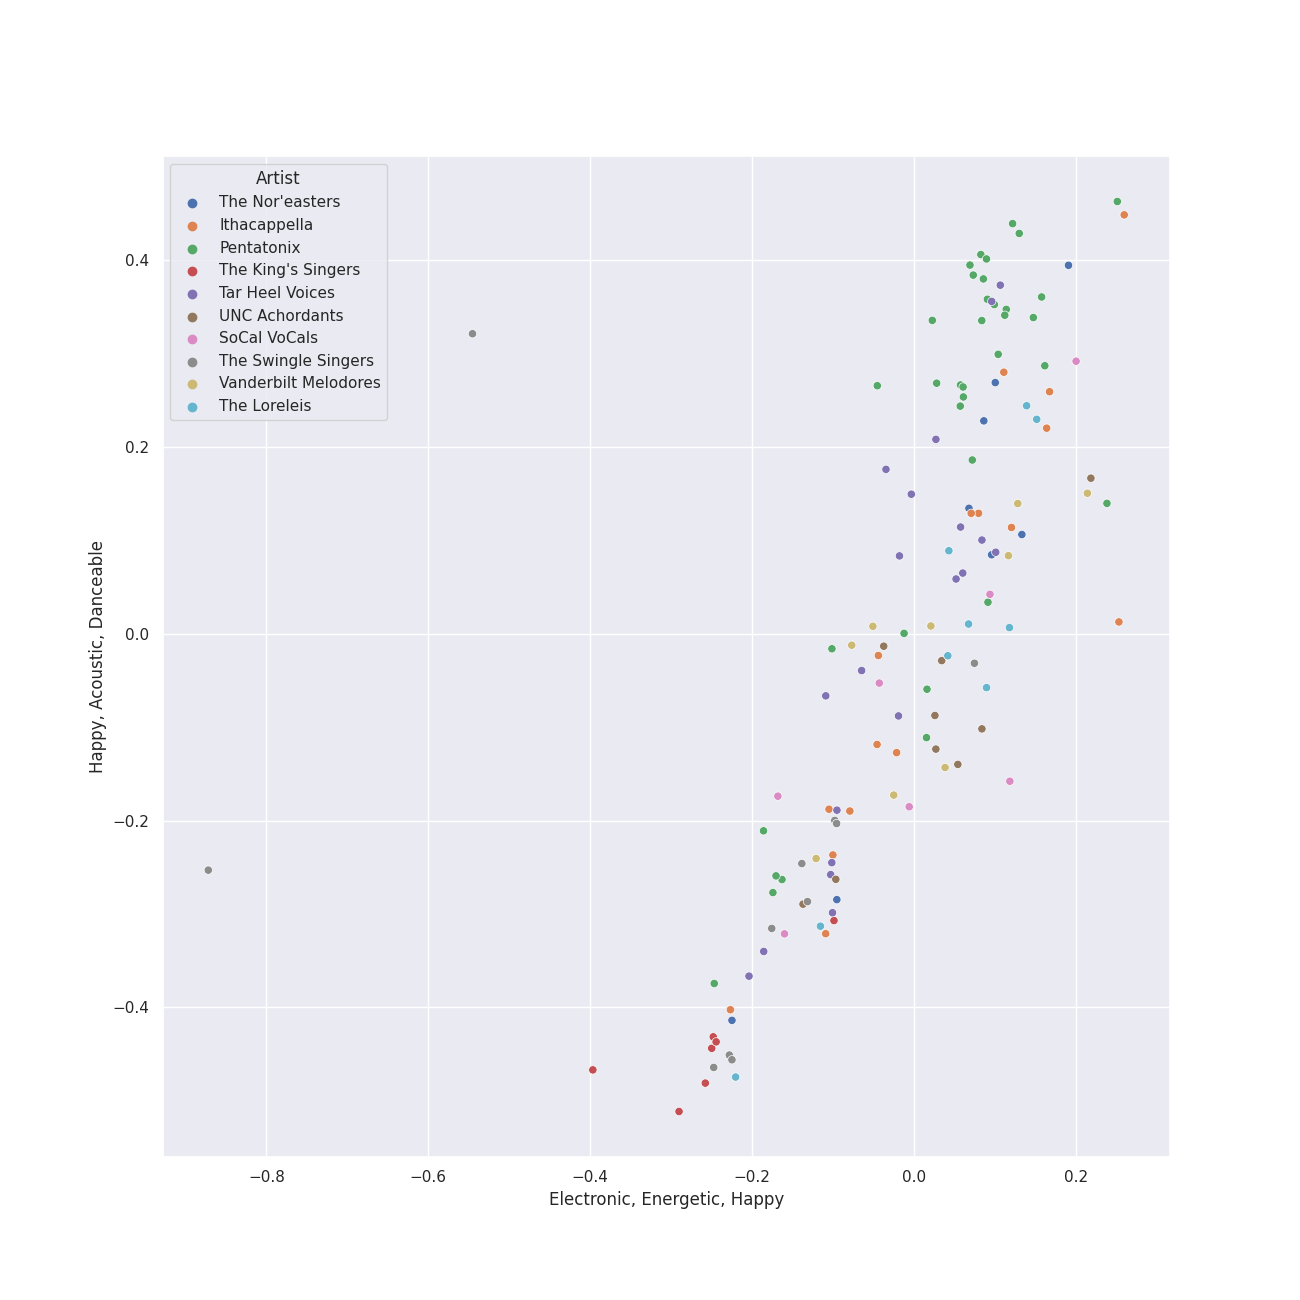 Artist
The Nor'easters
Ithacappella
Pentatonix
The King's Singers
Tar Heel Voices
UNC Achordants
SoCal VoCals
The Swingle Singers
Vanderbilt Melodores
The Loreleis
0.4
0.2
0.0
−0.2
−0.4
Happy, Acoustic, Danceable
−0.8
−0.6
−0.4
−0.2
0.0
0.2
Electronic, Energetic, Happy